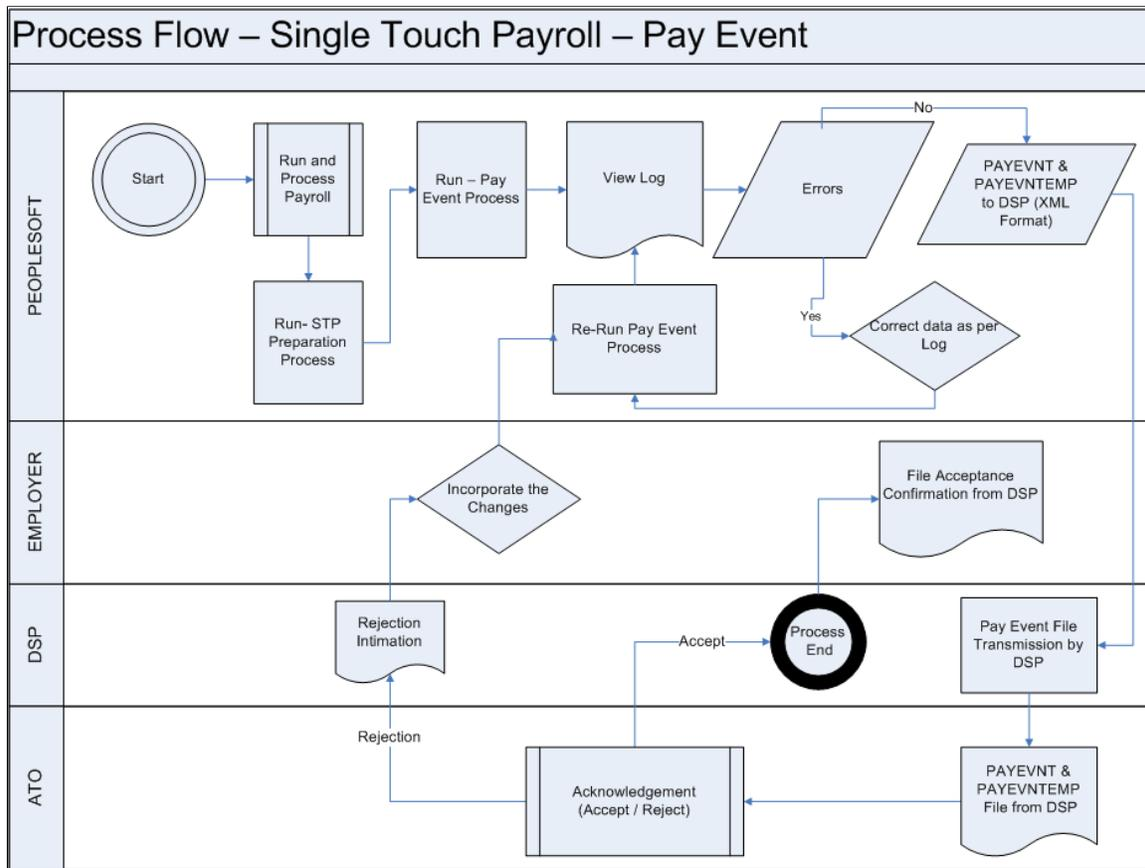 Process Flow – Single Touch Payroll – Pay Event
PEOPLESOFT
Start
Run and
Process
Payroll
Run – Pay
Event Process
View Log
Errors
No
PAYEVNT &
PAYEVNTEMP
to DSP (XML
Format)
Run- STP
Preparation
Process
Re-Run Pay Event
Process
Yes
Correct data as per
Log
EMPLOYER
Incorporate the
Changes
File Acceptance
Confirmation from DSP
DSP
Rejection
Intimation
Accept
Process
End
Pay Event File
Transmission by
DSP
ATO
Rejection
Acknowledgement
(Accept / Reject)
PAYEVNT &
PAYEVNTEMP
File from DSP